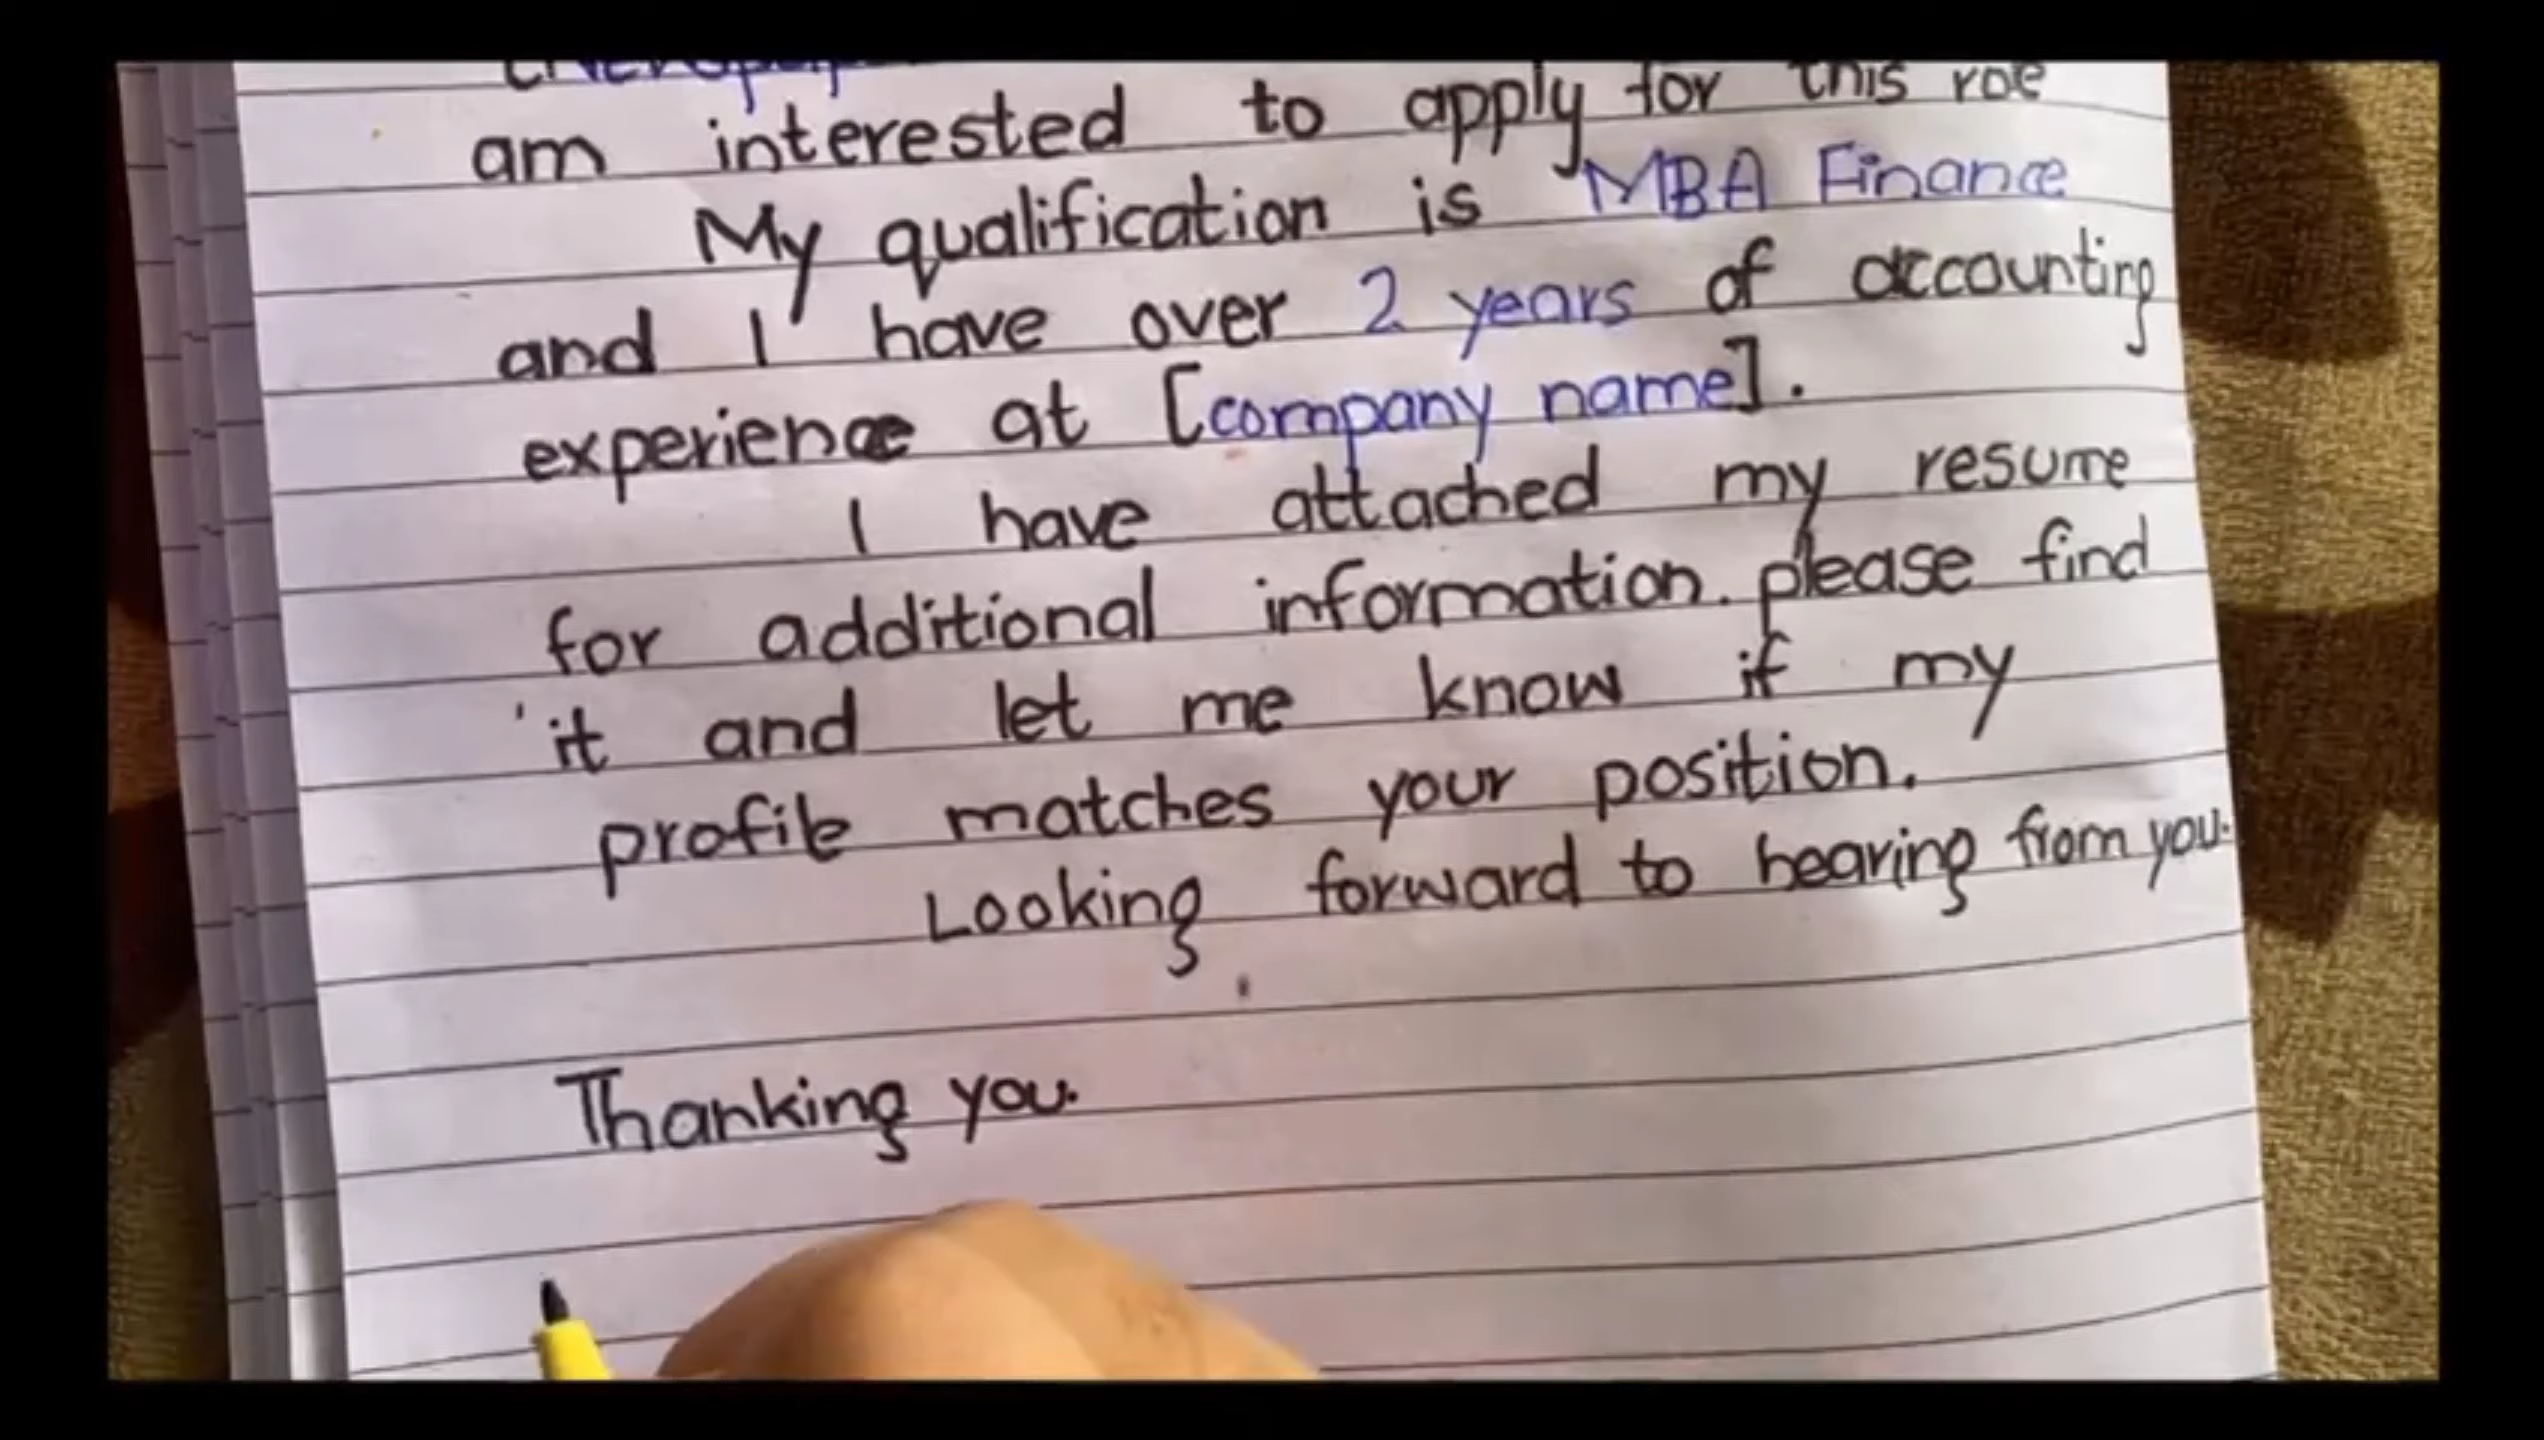 am interested to apply for this roe
My qualification is MBA Finance
and I have over 2 years of accounting
experience at [company name].
I have attached my resume
for additional information. please find
it and let me know if my
profile matches your position.
Looking forward to hearing from you.
Thanking you.